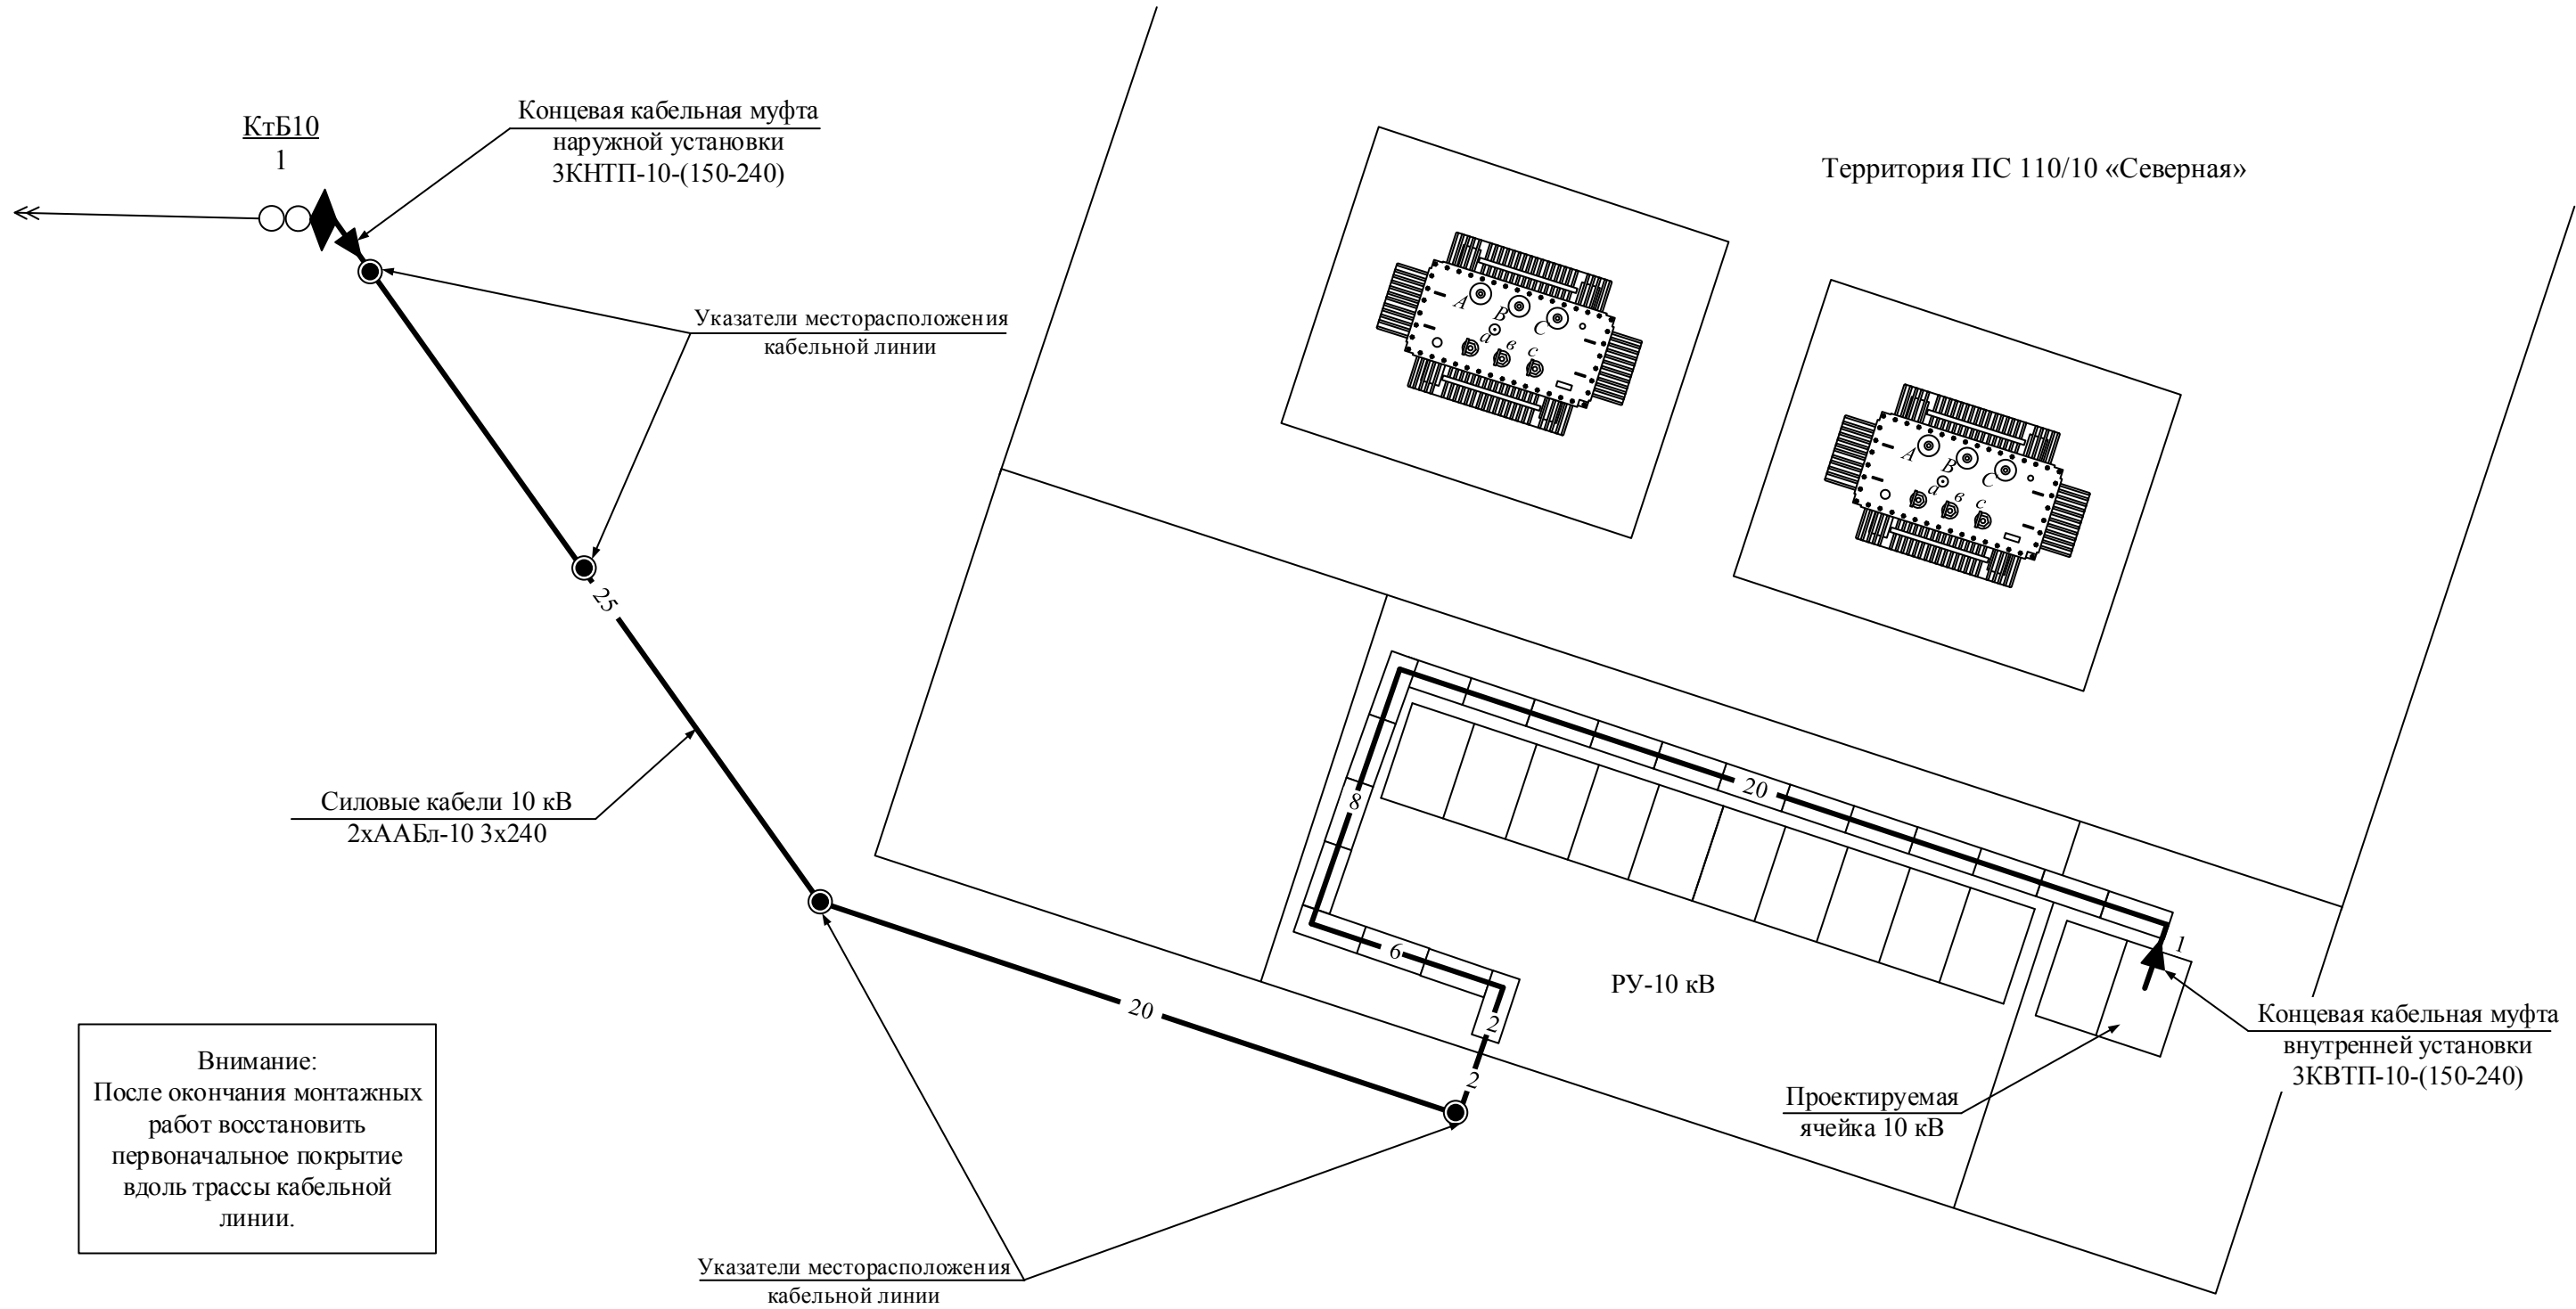 КтБ10
1
Концевая кабельная муфта
наружной установки
3КНТП-10-(150-240)
Территория ПС 110/10 «Северная»
Указатели месторасположения
кабельной линии
A
B
C
а
в
с
A
B
C
а
в
с
25
Силовые кабели 10 кВ
2хААБл-10 3х240
20
8
6
2
2
20
1
РУ-10 кВ
Концевая кабельная муфта
внутренней установки
3КВТП-10-(150-240)
Проектируемая
ячейка 10 кВ
Внимание:
После окончания монтажных
работ восстановить
первоначальное покрытие
вдоль трассы кабельной
линии.
Указатели месторасположения
кабельной линии